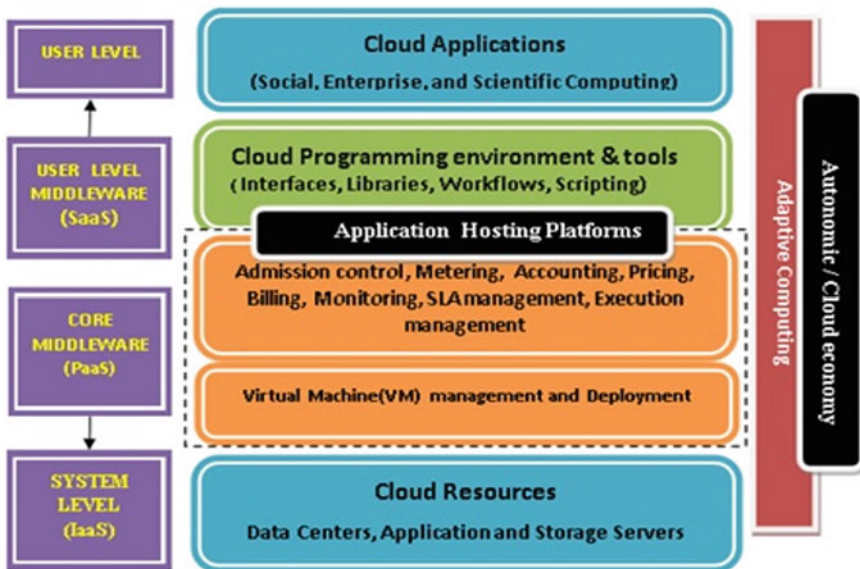 USER LEVEL
Cloud Applications
(Social, Enterprise, and Scientific Computing)
USER LEVEL
MIDDLEWARE
(SaaS)
Cloud Programming environment & tools
(Interfaces, Libraries, Workflows, Scripting)
Application Hosting Platforms
CORE
MIDDLEWARE
(PaaS)
Admission control, Metering, Accounting, Pricing,
Billing, Monitoring, SLA management, Execution
management
Virtual Machine(VM) management and Deployment
SYSTEM
LEVEL
(IaaS)
Cloud Resources
Data Centers, Application and Storage Servers
Adaptive Computing
Autonomic / Cloud economy